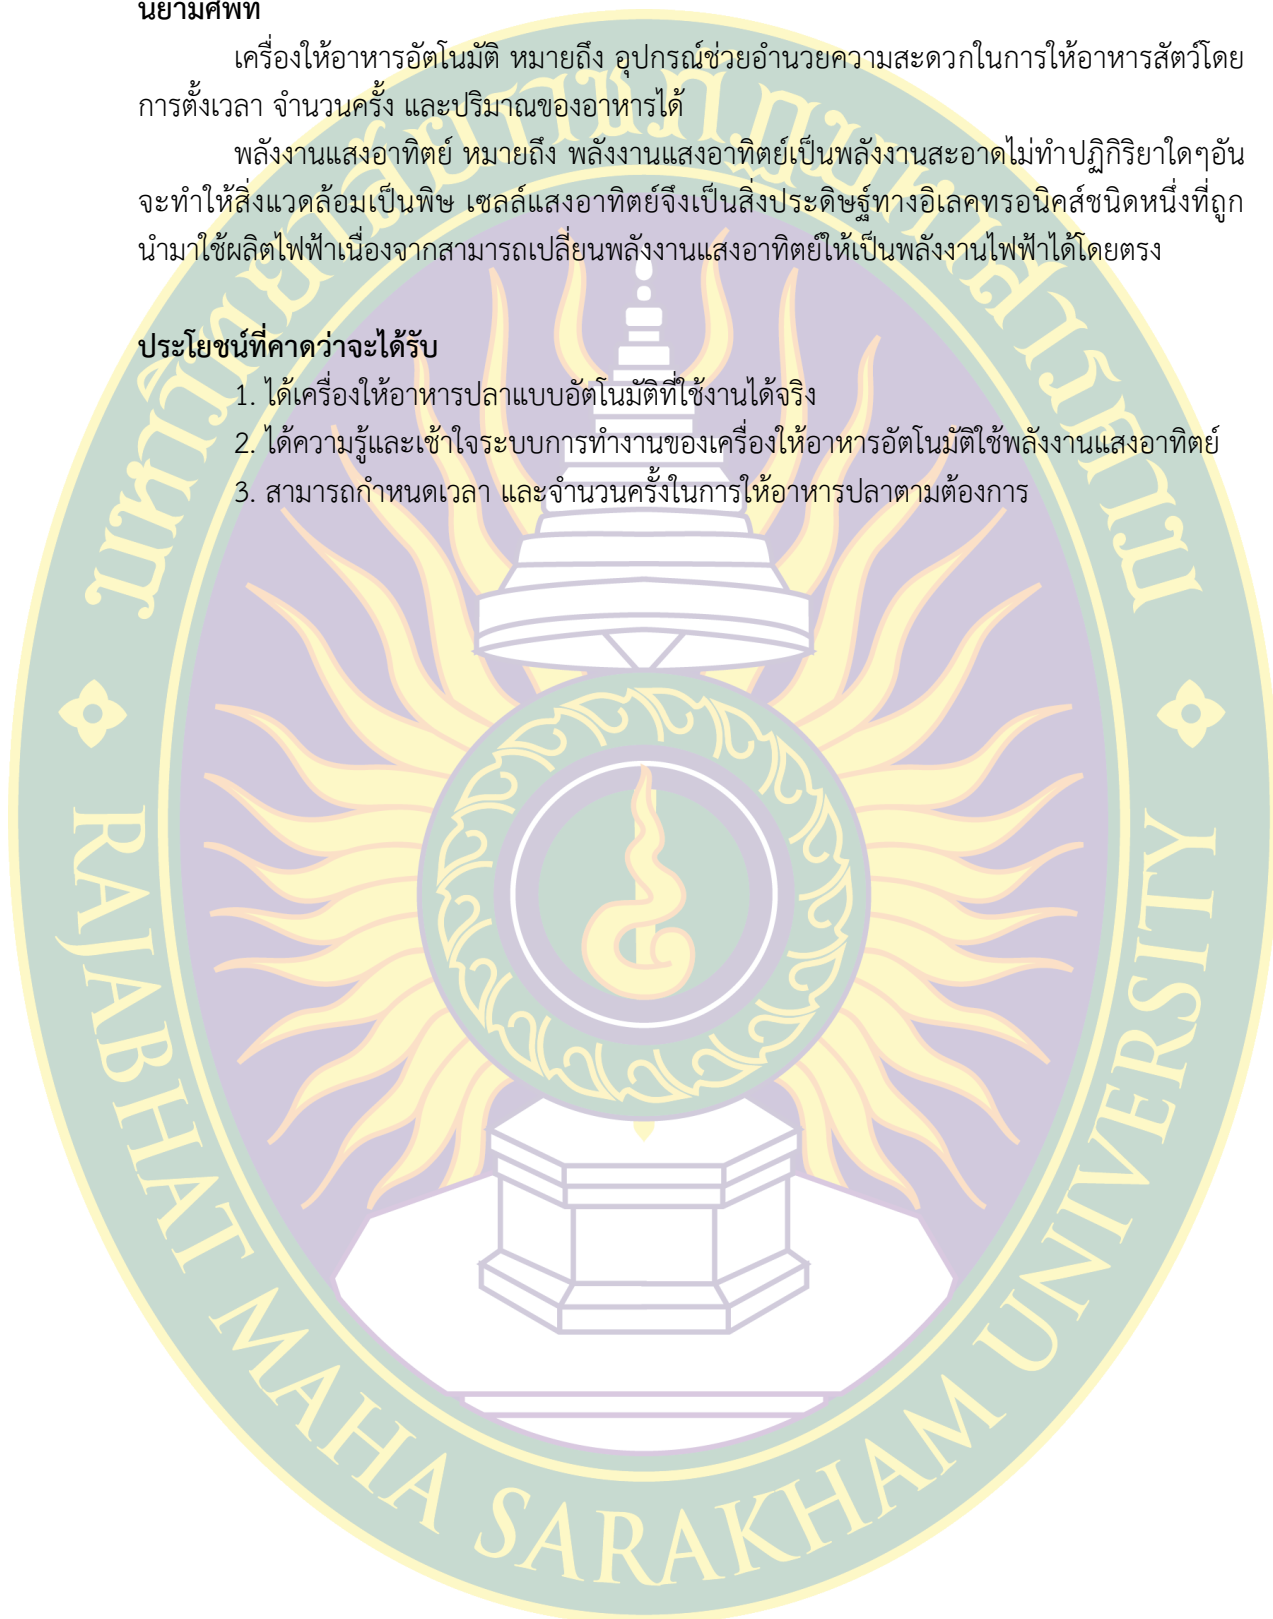 นิยามศัพท์
เครื่องให้อาหารอัตโนมัติ หมายถึง อุปกรณ์ช่วยอำนวยความสะดวกในการให้อาหารสัตว์โดย
การตั้งเวลา จำนวนครั้ง และปริมาณของอาหารได้
พลังงานแสงอาทิตย์ หมายถึง พลังงานแสงอาทิตย์เป็นพลังงานสะอาดไม่ทำปฏิกิริยาใดๆอัน
จะทำให้สิ่งแวดล้อมเป็นพิษ เซลล์แสงอาทิตย์จึงเป็นสิ่งประดิษฐ์ทางอิเลคทรอนิคส์ชนิดหนึ่งที่ถูก
นำมาใช้ผลิตไฟฟ้าเนื่องจากสามารถเปลี่ยนพลังงานแสงอาทิตย์ให้เป็นพลังงานไฟฟ้าได้โดยตรง
ประโยชน์ที่คาดว่าจะได้รับ
1. ได้เครื่องให้อาหารปลาแบบอัตโนมัติที่ใช้งานได้จริง
2. ได้ความรู้และเช้าใจระบบการทำงานของเครื่องให้อาหารอัตโนมัติใช้พลังงานแสงอาทิตย์
3. สามารถกำหนดเวลา และจำนวนครั้งในการให้อาหารปลาตามต้องการ
มหาวิทยาลัยราชภัฏมหาสารคาม
RAJABHAT MAHA SARAKHAM UNIVERSITY